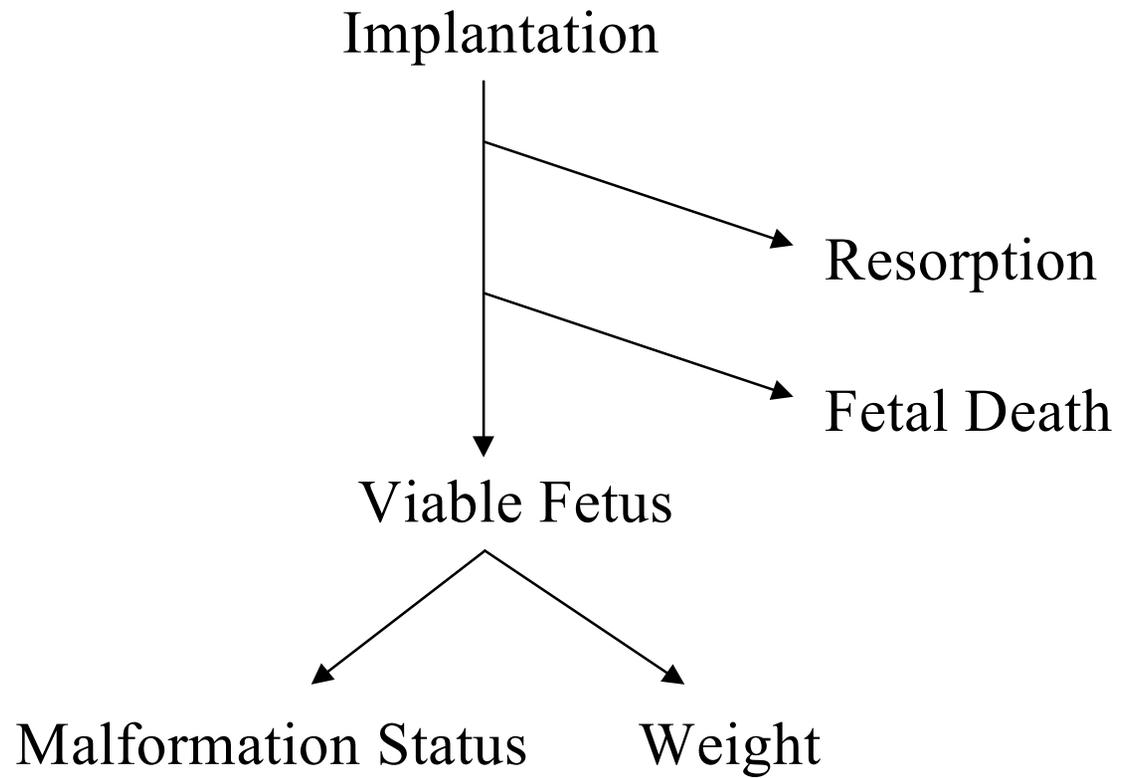 Implantation
Resorption
Fetal Death
Viable Fetus
Malformation Status
Weight